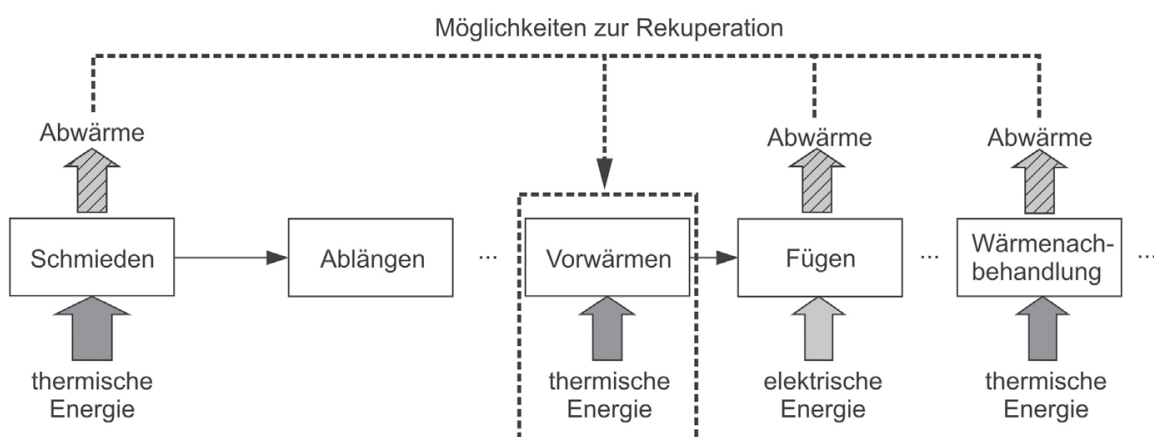 Möglichkeiten zur Rekuperation
Abwärme
Abwärme
Abwärme
Schmieden
Ablängen
...
Vorwärmen
Fügen
...
Wärmenach-
behandlung
...
thermische
Energie
thermische
Energie
elektrische
Energie
thermische
Energie